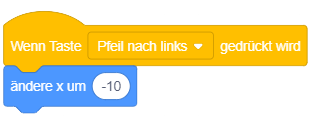 Wenn Taste Pfeil nach links gedrückt wird
ändere x um -10